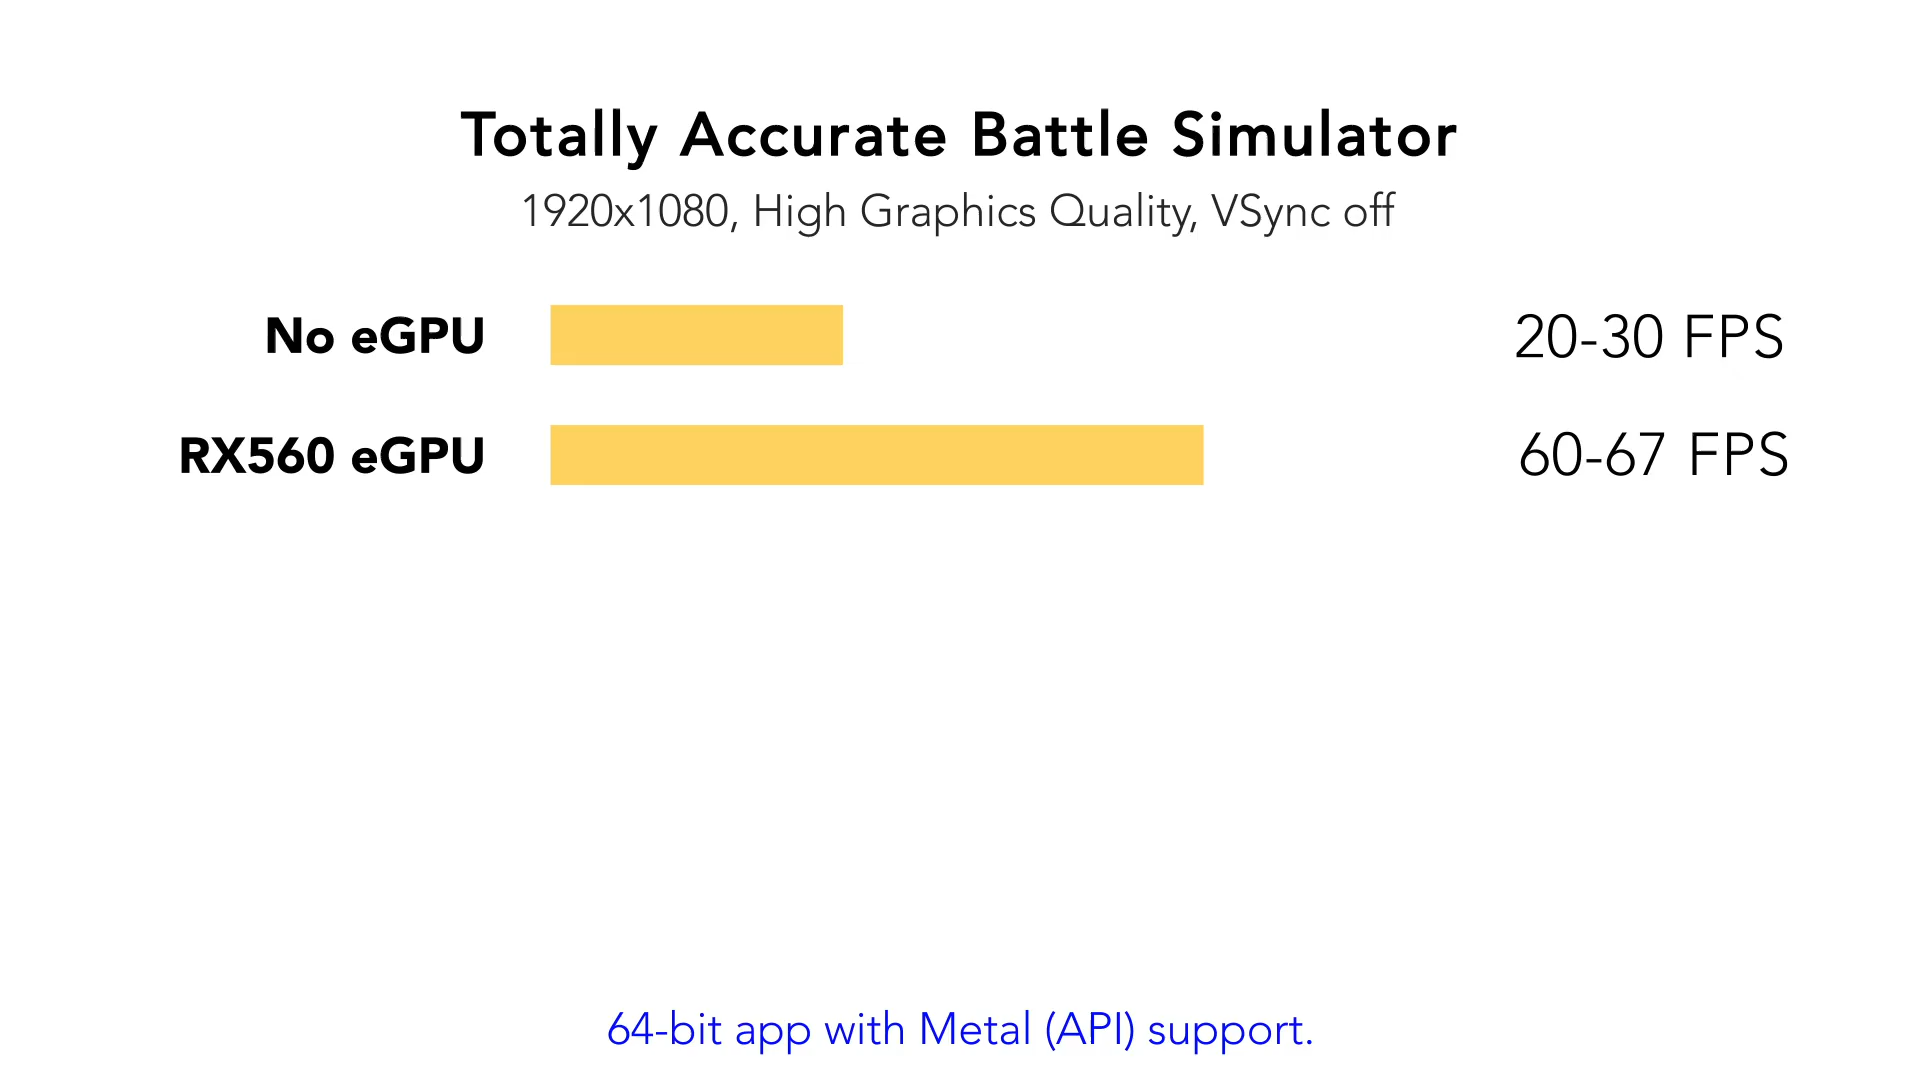 Totally Accurate Battle Simulator
1920x1080, High Graphics Quality, VSync off
No eGPU 20-30 FPS
RX560 eGPU 60-67 FPS
64-bit app with Metal (API) support.